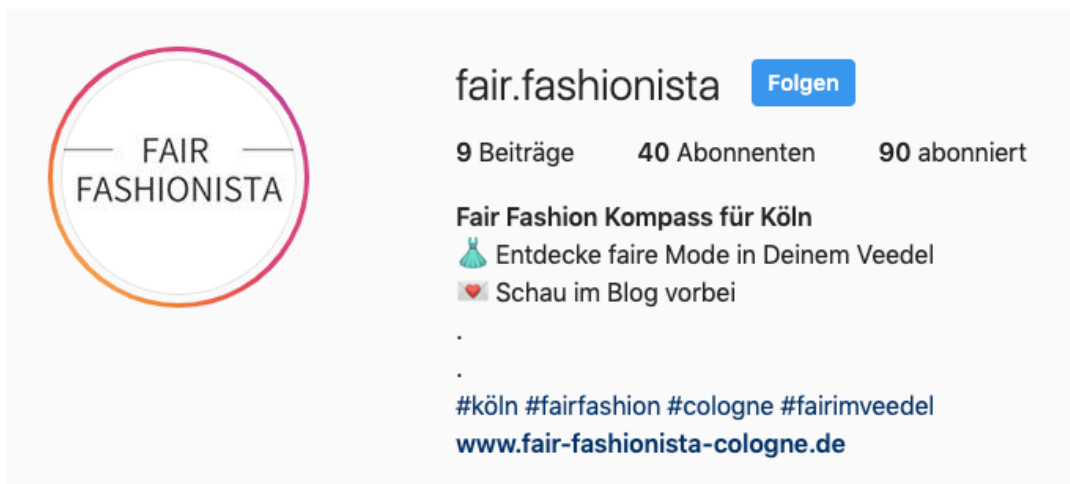 FAIR
FASHIONISTA
fair.fashionista Folgen
9 Beiträge 40 Abonnenten 90 abonniert
Fair Fashion Kompass für Köln
👗 Entdecke faire Mode in Deinem Veedel
💌 Schau im Blog vorbei
.
.
#köln #fairfashion #cologne #fairimveedel
www.fair-fashionista-cologne.de